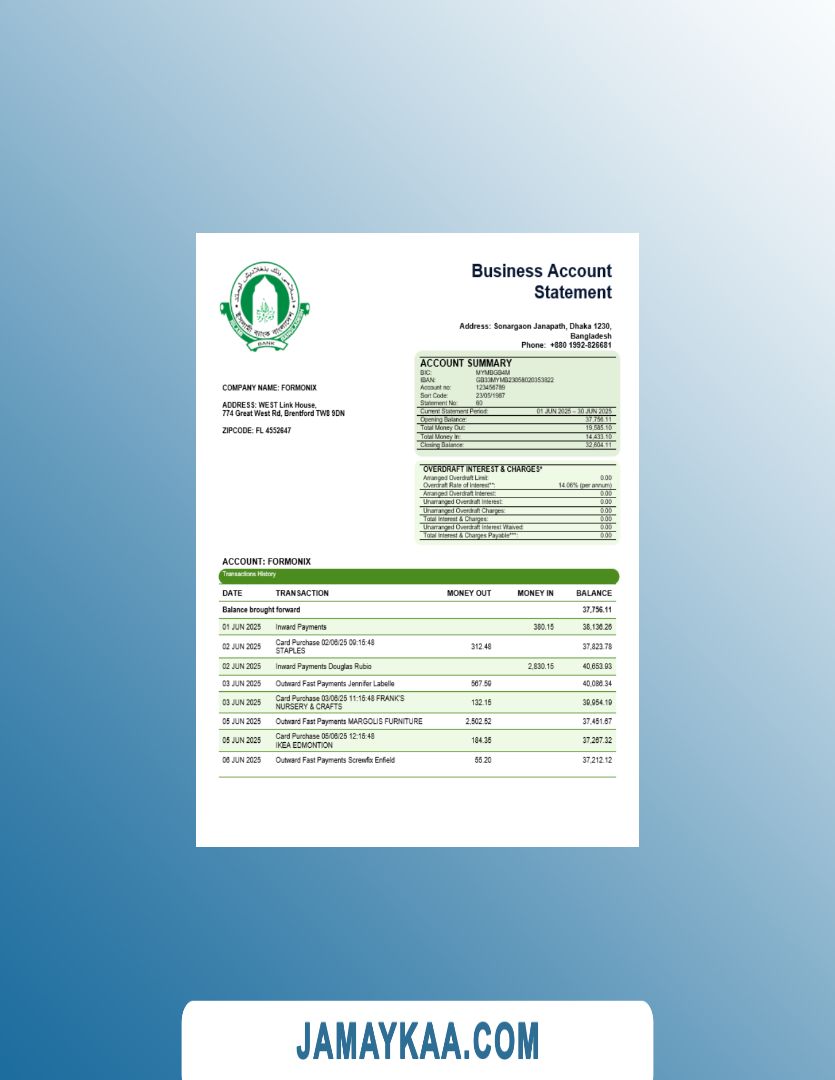 BANK
Business Account
Statement
Address: Sonargaon Janapath, Dhaka 1230,
Bangladesh
Phone: +880 1992-826681
ACCOUNT SUMMARY
BIC: MYMBGB4M
IBAN: GB33MYMB23058020353822
Account no: 123456789
Sort Code: 23/05/1987
Statement No: 60
Current Statement Period: 01 JUN 2025 – 30 JUN 2025
Opening Balance: 37,756.11
Total Money Out: 19,585.10
Total Money In: 14,433.10
Closing Balance: 32,604.11
COMPANY NAME: FORMONIX
ADDRESS: WEST Link House,
774 Great West Rd, Brentford TW8 9DN
ZIPCODE: FL 4552647
OVERDRAFT INTEREST & CHARGES*
Arranged Overdraft Limit: 0.00
Overdraft Rate of Interest**: 14.06% (per annum)
Arranged Overdraft Interest: 0.00
Unarranged Overdraft Interest: 0.00
Unarranged Overdraft Charges: 0.00
Total Interest & Charges: 0.00
Unarranged Overdraft Interest Waived: 0.00
Total Interest & Charges Payable***: 0.00
ACCOUNT: FORMONIX
Transactions History
DATE TRANSACTION MONEY OUT MONEY IN BALANCE
Balance brought forward 37,756.11
01 JUN 2025 Inward Payments 380.15 38,136.26
02 JUN 2025 Card Purchase 02/06/25 09:15:48
STAPLES 312.48 37,823.78
02 JUN 2025 Inward Payments Douglas Rubio 2,830.15 40,653.93
03 JUN 2025 Outward Fast Payments Jennifer Labelle 567.59 40,086.34
03 JUN 2025 Card Purchase 03/06/25 11:15:48 FRANK'S
NURSERY & CRAFTS 132.15 39,954.19
05 JUN 2025 Outward Fast Payments MARGOLIS FURNITURE 2,502.52 37,451.67
05 JUN 2025 Card Purchase 05/06/25 12:15:48
IKEA EDMONTION 184.35 37,267.32
06 JUN 2025 Outward Fast Payments Screwfix Enfield 55.20 37,212.12
JAMAYKAA.COM